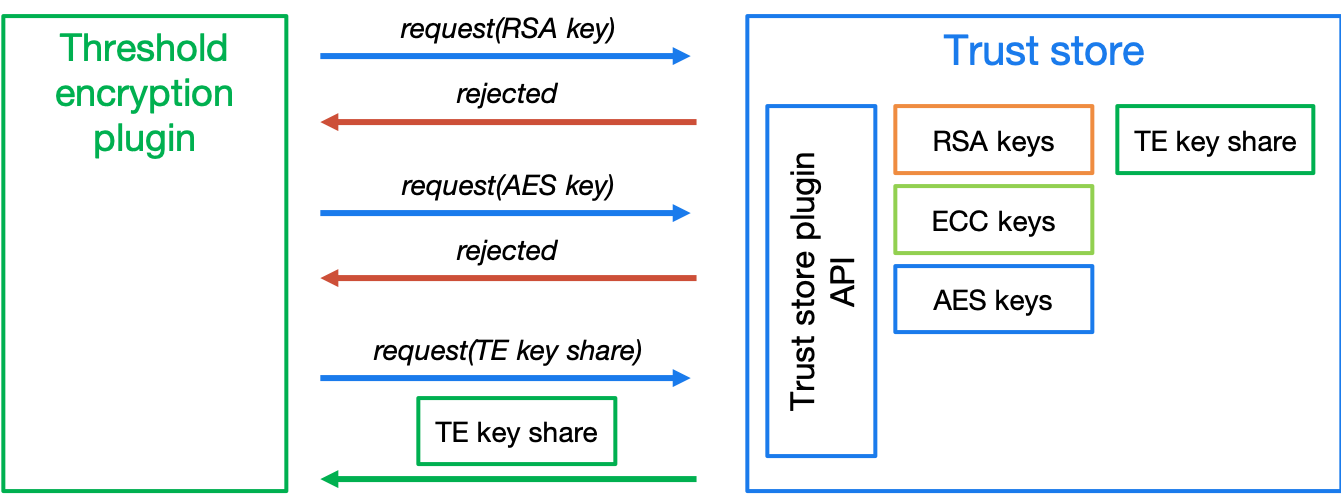 Threshold
encryption
plugin
request(RSA key)
rejected
request(AES key)
rejected
request(TE key share)
TE key share
Trust store
Trust store plugin
API
RSA keys
TE key share
ECC keys
AES keys